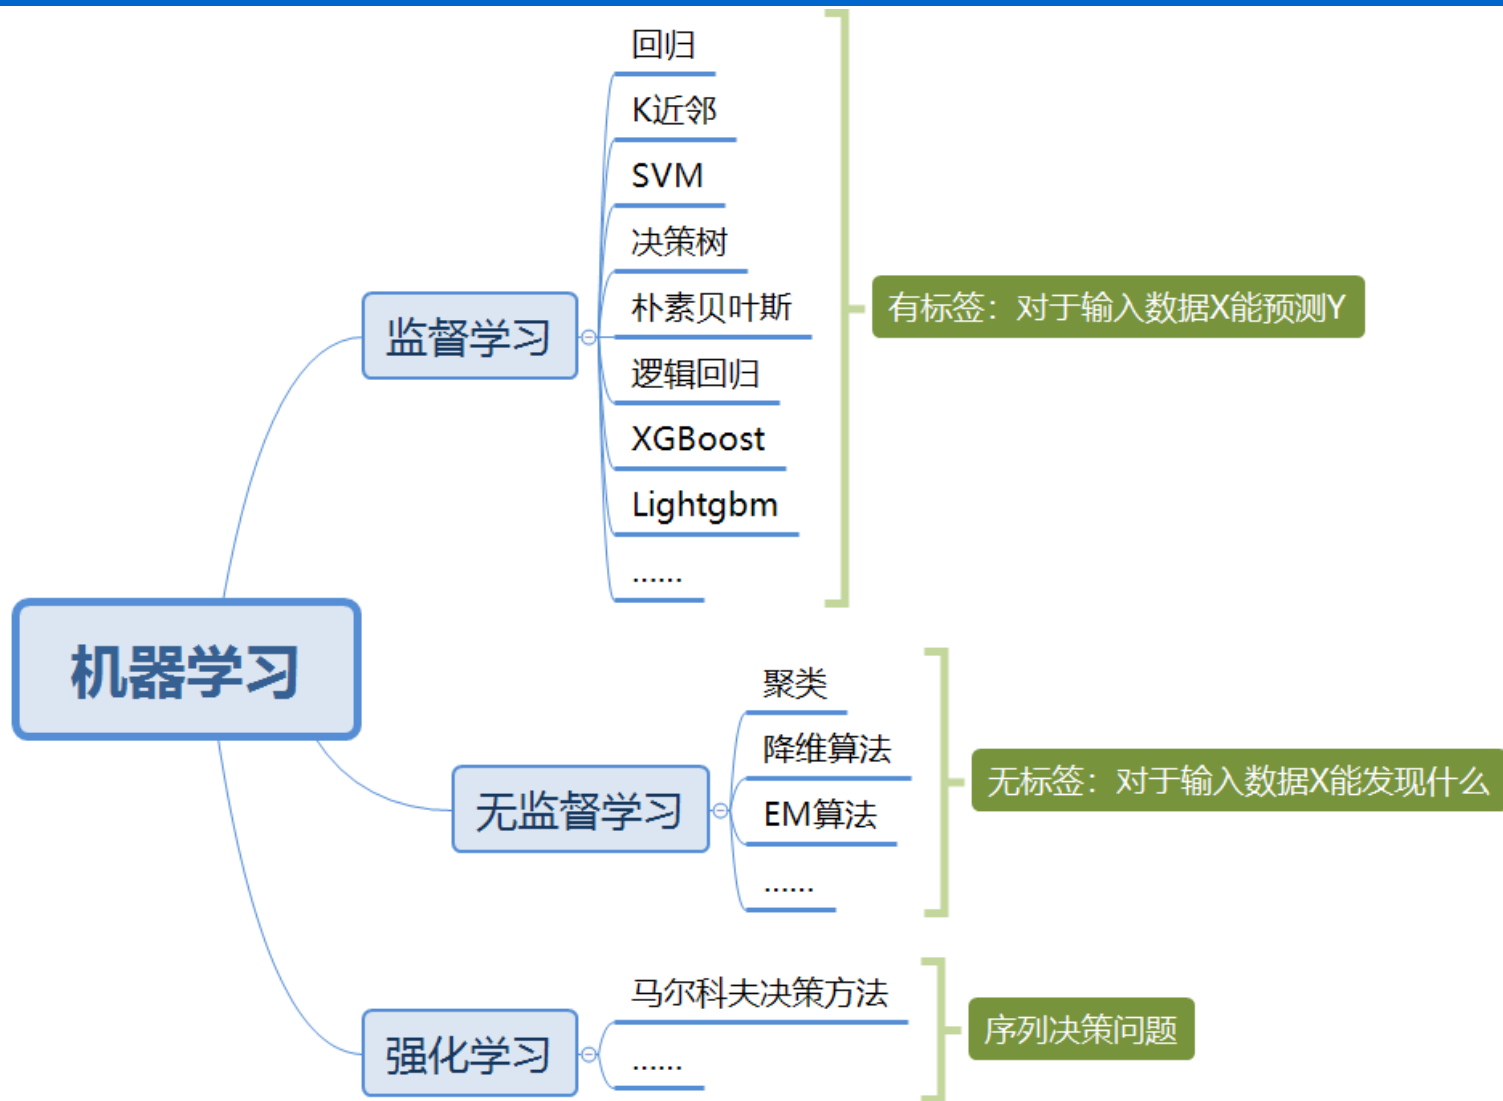 回归
K近邻
SVM
决策树
朴素贝叶斯
逻辑回归
XGBoost
Lightgbm
......
监督学习
有标签：对于输入数据X能预测Y
机器学习
聚类
降维算法
EM算法
......
无监督学习
无标签：对于输入数据X能发现什么
马尔科夫决策方法
......
强化学习
序列决策问题